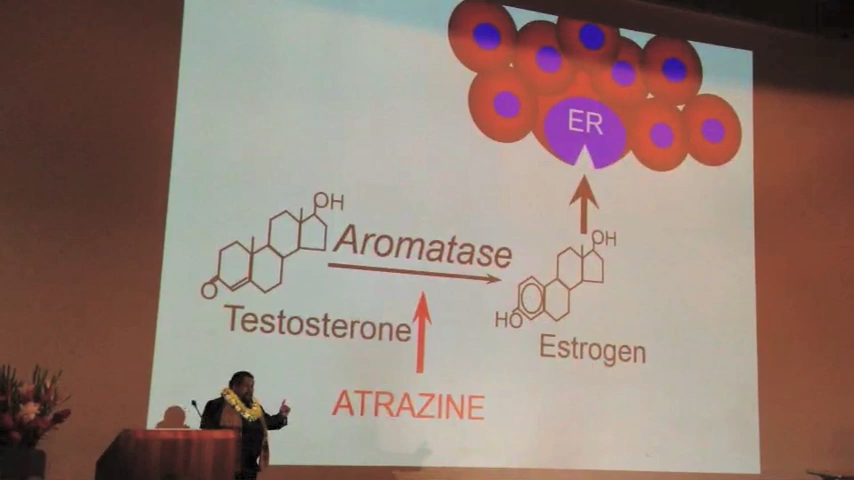 ER
OH
Aromatase
OH
O
Testosterone
HO
Estrogen
ATRAZINE